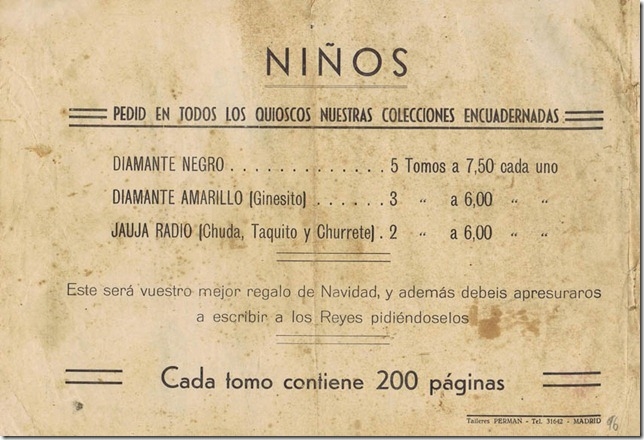 NIÑOS
PEDID EN TODOS LOS QUIOSCOS NUESTRAS COLECCIONES ENCUADERNADAS
DIAMANTE NEGRO . . . . . . . . . . . . . 5 Tomos a 7,50 cada uno
DIAMANTE AMARILLO (Ginesito) . . . . . . 3 " a 6,00 " "
JAUJA RADIO (Chuda, Taquito y Churrete) . 2 " a 6,00 " "
Este será vuestro mejor regalo de Navidad, y además debeis apresuraros
a escribir a los Reyes pidiéndoselos
Cada tomo contiene 200 páginas
Talleres PERMAN - Tel. 31642 - MADRID
96